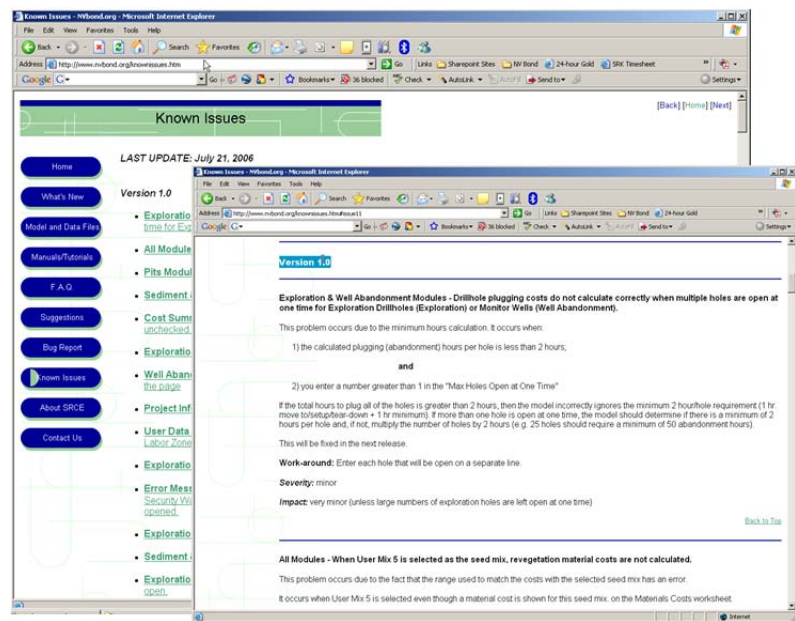 Known Issues - NVbond.org - Microsoft Internet Explorer
File Edit View Favorites Tools Help
Back Search Favorites
Address http://www.nvbond.org/knownissues.htm Go Links Sharepoint Sites NV Bond 24-hour Gold SRK Timesheet
Google Go Bookmarks 36 blocked Check AutoLink AutoFill Send to Settings
Known Issues
[Back] [Home] [Next]
LAST UPDATE: July 21, 2006
Home
What's New
Model and Data Files
Manuals/Tutorials
F.A.Q.
Suggestions
Bug Report
Known Issues
About SRCE
Contact Us
Version 1.0
Exploratio
time for Exp
All Module
Pits Modul
Sediment
Cost Summ
unchecked.
Exploratio
Well Aban
the page
Project Inf
User Data
Labor Zone
Exploratio
Error Mess
Security Wa
opened.
Exploratio
Sediment
Exploratio
open.
Known Issues - NVbond.org - Microsoft Internet Explorer
File Edit View Favorites Tools Help
Back Search Favorites
Address http://www.nvbond.org/knownissues.htm#issue11 Go Links Sharepoint Sites NV Bond 24-hour Gold
Google Go Bookmarks 36 blocked Check AutoLink AutoFill Send to Settings
Version 1.0
Exploration & Well Abandonment Modules - Drillhole plugging costs do not calculate correctly when multiple holes are open at
one time for Exploration Drillholes (Exploration) or Monitor Wells (Well Abandonment).
This problem occurs due to the minimum hours calculation. It occurs when:
1) the calculated plugging (abandonment) hours per hole is less than 2 hours;
and
2) you enter a number greater than 1 in the "Max Holes Open at One Time"
If the total hours to plug all of the holes is greater than 2 hours, then the model incorrectly ignores the minimum 2 hour/hole requirement (1 hr.
move to/setup/tear-down + 1 hr minimum). If more than one hole is open at one time, the model should determine if there is a minimum of 2
hours per hole and, if not, multiply the number of holes by 2 hours (e.g. 25 holes should require a minimum of 50 abandonment hours).
This will be fixed in the next release.
Work-around: Enter each hole that will be open on a separate line.
Severity: minor
Impact: very minor (unless large numbers of exploration holes are left open at one time)
Back to Top
All Modules - When User Mix 5 is selected as the seed mix, revegetation material costs are not calculated.
This problem occurs due to the fact that the range used to match the costs with the selected seed mix has an error.
It occurs when User Mix 5 is selected even though a material cost is shown for this seed mix. on the Materials Costs worksheet.
Internet